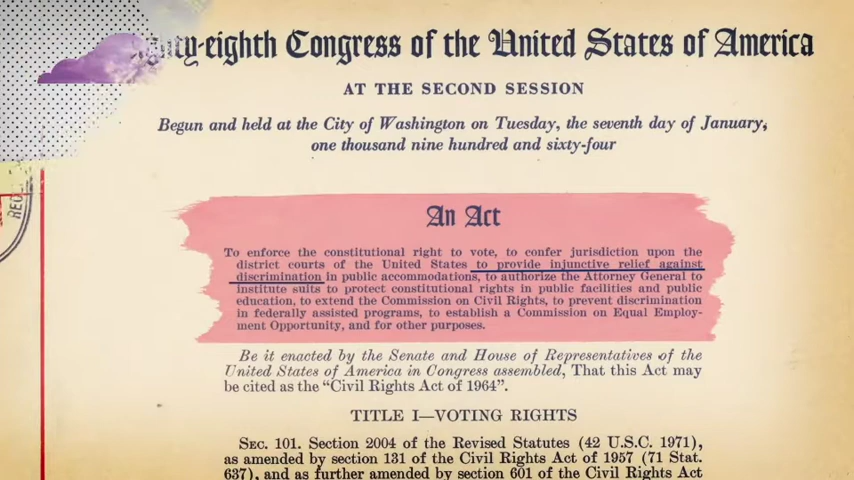 ty-eighth Congress of the United States of America
AT THE SECOND SESSION
Begun and held at the City of Washington on Tuesday, the seventh day of January,
one thousand nine hundred and sixty-four
An Act
To enforce the constitutional right to vote, to confer jurisdiction upon the
district courts of the United States to provide injunctive relief against
discrimination in public accommodations, to authorize the Attorney General to
institute suits to protect constitutional rights in public facilities and public
education, to extend the Commission on Civil Rights, to prevent discrimination
in federally assisted programs, to establish a Commission on Equal Employ-
ment Opportunity, and for other purposes.
Be it enacted by the Senate and House of Representatives of the
United States of America in Congress assembled, That this Act may
be cited as the “Civil Rights Act of 1964”.
TITLE I—VOTING RIGHTS
SEC. 101. Section 2004 of the Revised Statutes (42 U.S.C. 1971),
as amended by section 131 of the Civil Rights Act of 1957 (71 Stat.
637), and as further amended by section 601 of the Civil Rights Act
REC